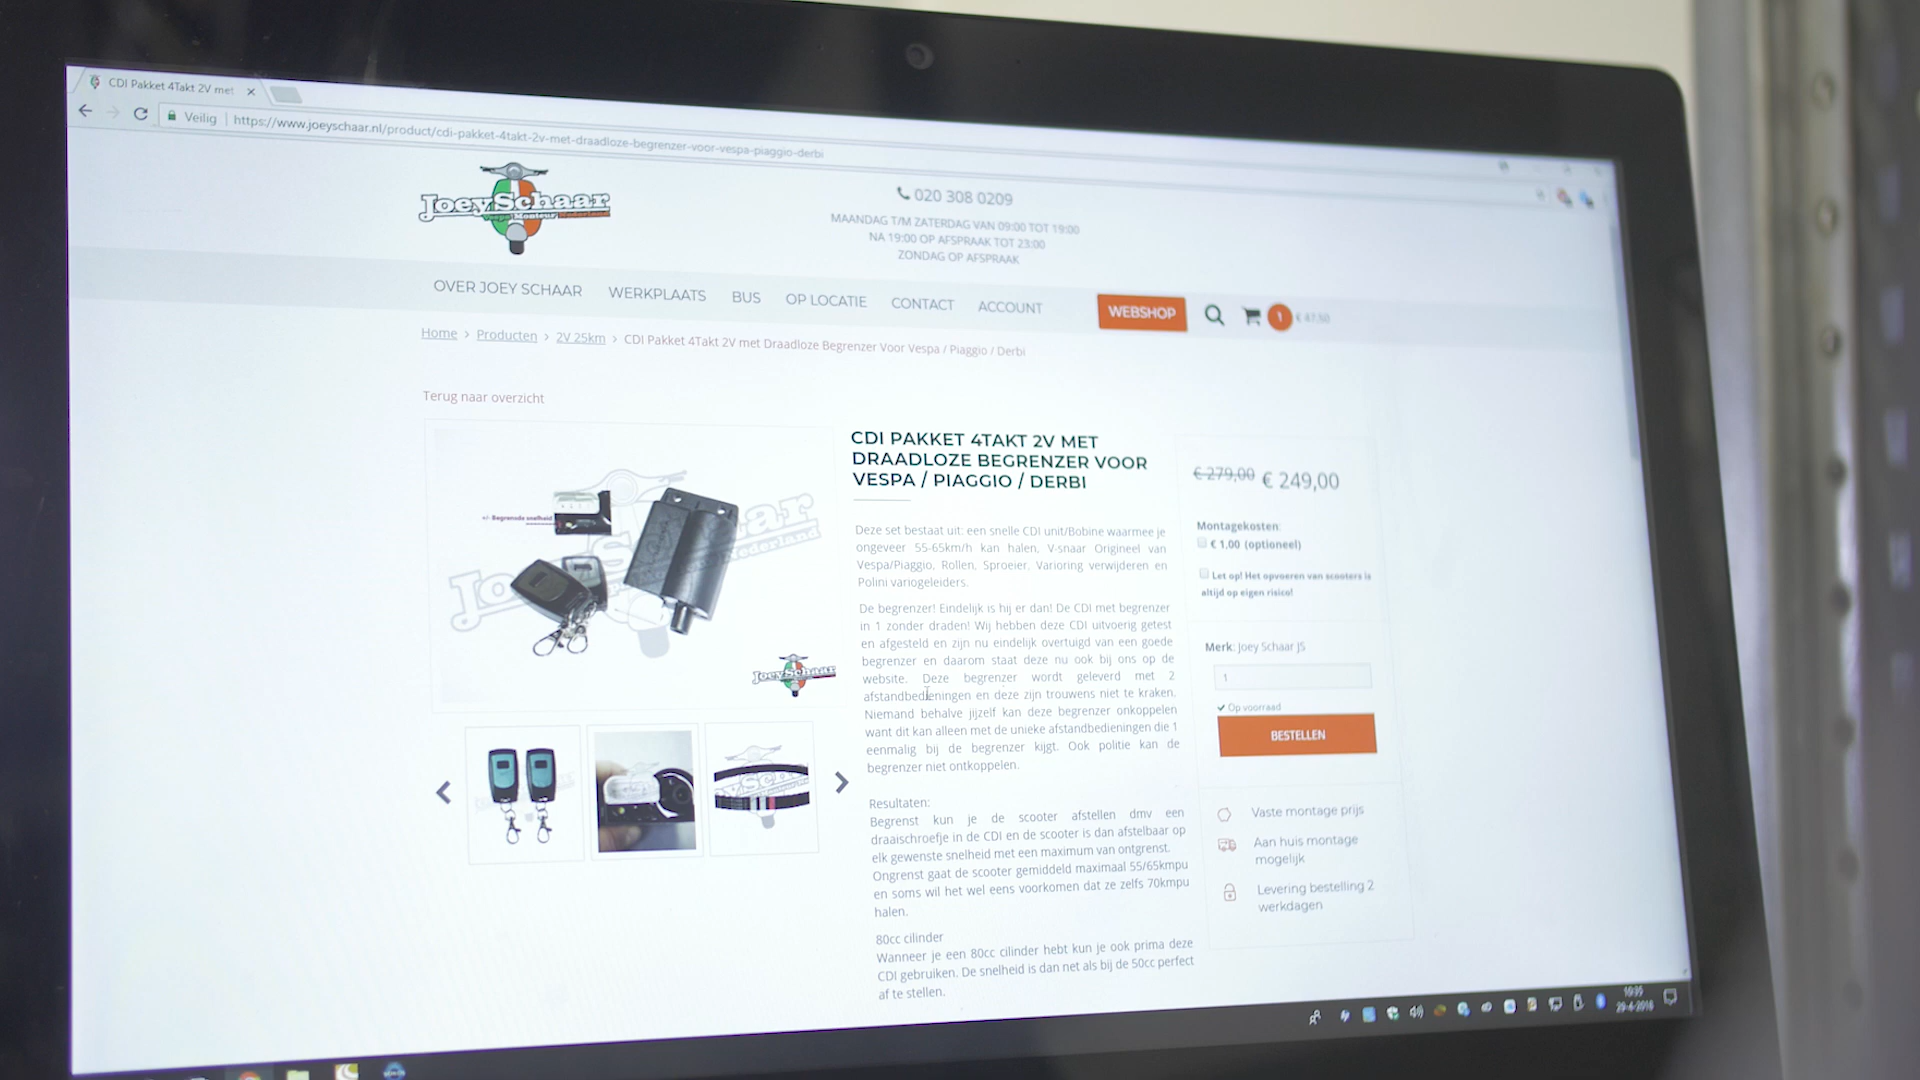 CDI Pakket 4Takt 2V met
Veilig
https://www.joeyschaar.nl/product/cdi-pakket-4takt-2v-met-draadloze-begrenzer-voor-vespa-piaggio-derbi
JoeySchaar
Vespa Monteur Nederland
020 308 0209
MAANDAG T/M ZATERDAG VAN 09:00 TOT 19:00
NA 19:00 OP AFSPRAAK TOT 23:00
ZONDAG OP AFSPRAAK
OVER JOEY SCHAAR WERKPLAATS BUS OP LOCATIE CONTACT ACCOUNT WEBSHOP 1 € 47,50
Home > Producten > 2V 25km > CDI Pakket 4Takt 2V met Draadloze Begrenzer Voor Vespa / Piaggio / Derbi
Terug naar overzicht
+/- Begrensde snelheid
JoeySchaar
CDI PAKKET 4TAKT 2V MET
DRAADLOZE BEGRENZER VOOR
VESPA / PIAGGIO / DERBI
Deze set bestaat uit: een snelle CDI unit/Bobine waarmee je
ongeveer 55-65km/h kan halen, V-snaar Origineel van
Vespa/Piaggio, Rollen, Sproeier, Varioring verwijderen en
Polini variogeleiders.
De begrenzer! Eindelijk is hij er dan! De CDI met begrenzer
in 1 zonder draden! Wij hebben deze CDI uitvoerig getest
en afgesteld en zijn nu eindelijk overtuigd van een goede
begrenzer en daarom staat deze nu ook bij ons op de
website. Deze begrenzer wordt geleverd met 2
afstandbedieningen en deze zijn trouwens niet te kraken.
Niemand behalve jijzelf kan deze begrenzer onkoppelen
want dit kan alleen met de unieke afstandbedieningen die 1
eenmalig bij de begrenzer kijgt. Ook politie kan de
begrenzer niet ontkoppelen.
Resultaten:
Begrenst kun je de scooter afstellen dmv een
draaischroefje in de CDI en de scooter is dan afstelbaar op
elk gewenste snelheid met een maximum van ontgrenst.
Ongrenst gaat de scooter gemiddeld maximaal 55/65kmpu
en soms wil het wel eens voorkomen dat ze zelfs 70kmpu
halen.
80cc cilinder
Wanneer je een 80cc cilinder hebt kun je ook prima deze
CDI gebruiken. De snelheid is dan net als bij de 50cc perfect
af te stellen.
€ 279,00 € 249,00
Montagekosten:
€ 1,00 (optioneel)
Let op! Het opvoeren van scooters is
altijd op eigen risico!
Merk: Joey Schaar JS
1
Op voorraad
BESTELLEN
Vaste montage prijs
Aan huis montage
mogelijk
Levering bestelling 2
werkdagen
29-4-2018